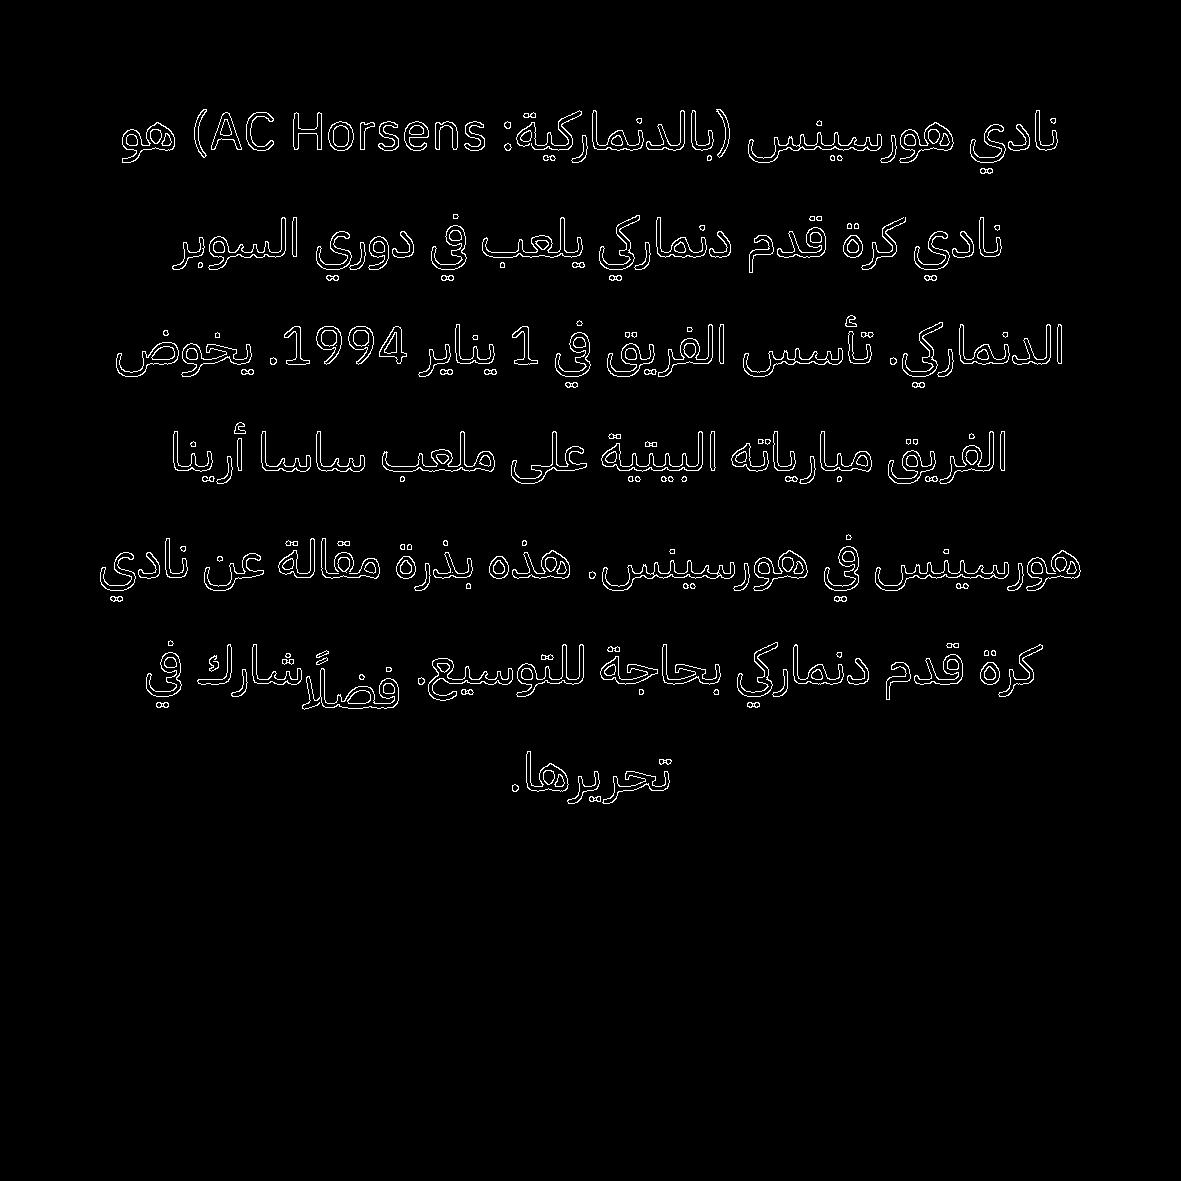 نادي هورسينس (بالدنماركية: AC Horsens) هو
نادي كرة قدم دنماركي يلعب في دوري السوبر
الدنماركي. تأسس الفريق في 1 يناير 1994. يخوض
الفريق مبارياته البيتية على ملعب ساسا أرينا
هورسينس في هورسينس. هذه بذرة مقالة عن نادي
كرة قدم دنماركي بحاجة للتوسيع. فضلًا شارك في
تحريرها.